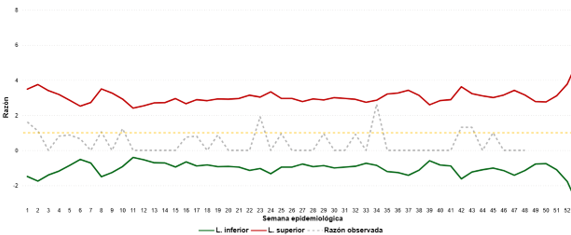 8
6
4
2
0
-2
Razón
1 2 3 4 5 6 7 8 9 10 11 12 13 14 15 16 17 18 19 20 21 22 23 24 25 26 27 28 29 30 31 32 33 34 35 36 37 38 39 40 41 42 43 44 45 46 47 48 49 50 51 52
Semana epidemiológica
L. inferior L. superior Razón observada